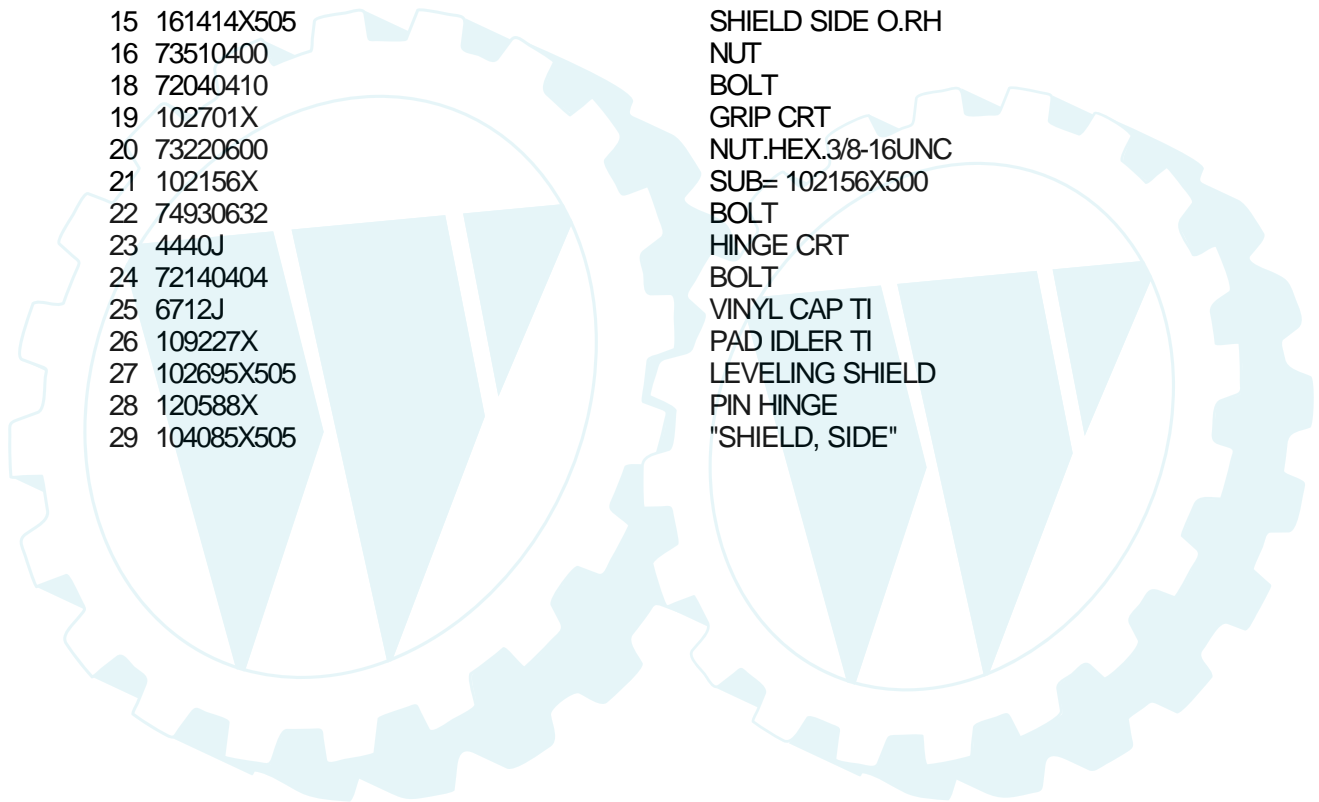 15 161414X505 SHIELD SIDE O.RH
16 73510400 NUT
18 72040410 BOLT
19 102701X GRIP CRT
20 73220600 NUT.HEX.3/8-16UNC
21 102156X SUB= 102156X500
22 74930632 BOLT
23 4440J HINGE CRT
24 72140404 BOLT
25 6712J VINYL CAP TI
26 109227X PAD IDLER TI
27 102695X505 LEVELING SHIELD
28 120588X PIN HINGE
29 104085X505 "SHIELD, SIDE"